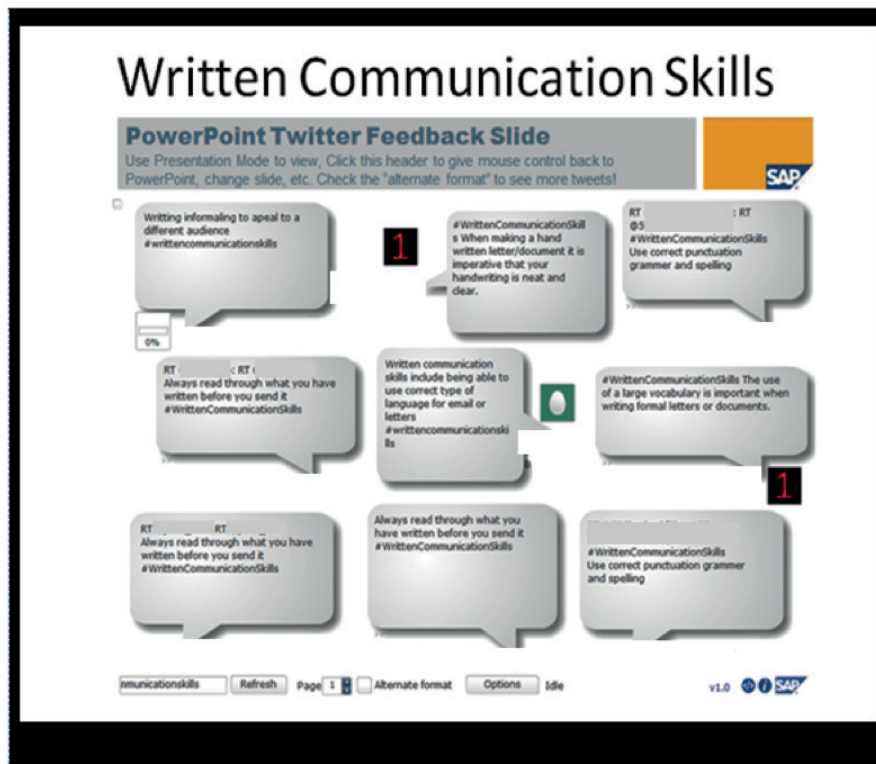 Written Communication Skills
PowerPoint Twitter Feedback Slide
Use Presentation Mode to view, Click this header to give mouse control back to
PowerPoint, change slide, etc. Check the "alternate format" to see more tweets!
SAP
Writting informaling to apeal to a
different audience
#writtencommunicationskills
1
#WrittenCommunicationSkill
s When making a hand
written letter/document it is
imperative that your
handwriting is neat and
clear.
RT : RT
@5
#WrittenCommunicationSkills
Use correct punctuation
grammer and spelling
0%
RT : RT
Always read through what you have
written before you send it
#WrittenCommunicationSkills
Written communication
skills include being able to
use correct type of
language for email or
letters
#writtencommunicationski
lls
#WrittenCommunicationSkills The use
of a large vocabulary is important when
writing formal letters or documents.
1
RT RT
Always read through what you have
written before you send it
#WrittenCommunicationSkills
Always read through what you
have written before you send it
#WrittenCommunicationSkills
#WrittenCommunicationSkills
Use correct punctuation grammer
and spelling
nmunicationskills Refresh Page 1 Alternate format Options Idle v1.0 SAP